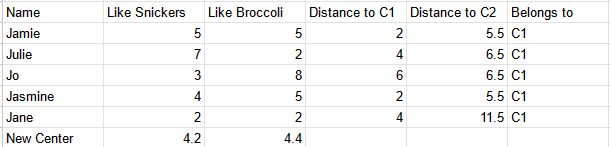 Name Like Snickers Like Broccoli Distance to C1 Distance to C2 Belongs to
Jamie 5 5 2 5.5 C1
Julie 7 2 4 6.5 C1
Jo 3 8 6 6.5 C1
Jasmine 4 5 2 5.5 C1
Jane 2 2 4 11.5 C1
New Center 4.2 4.4